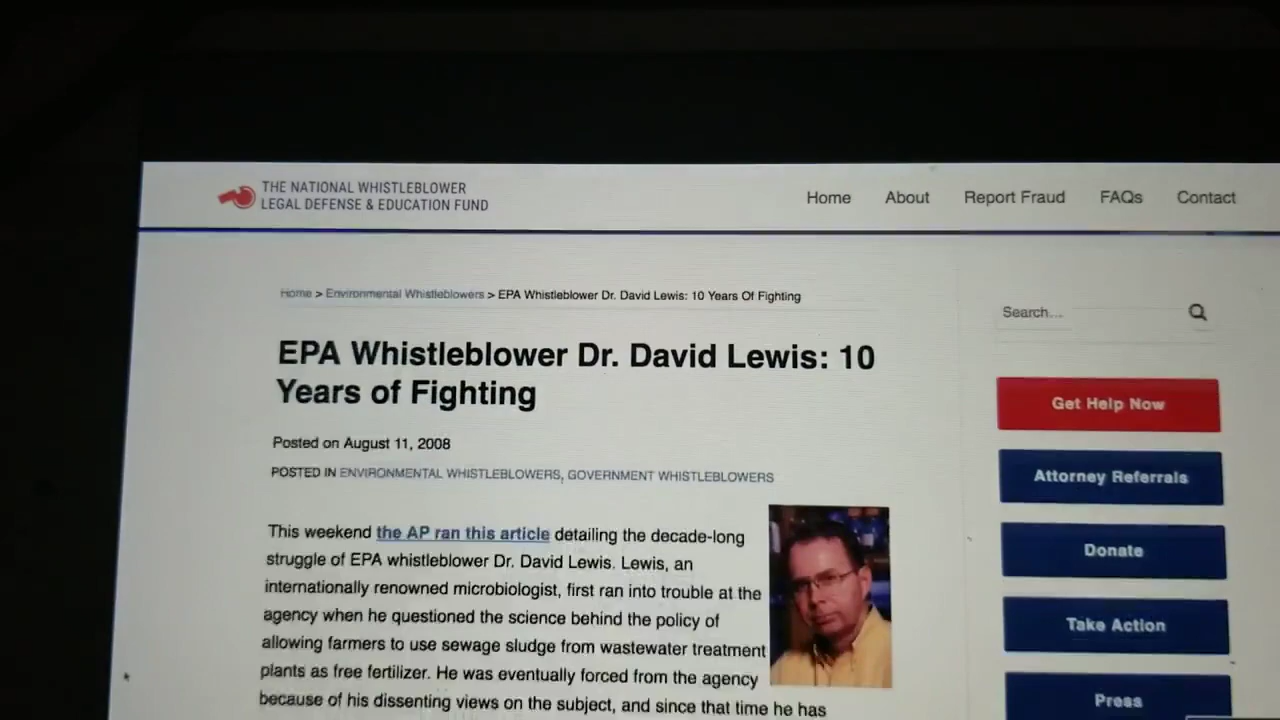 THE NATIONAL WHISTLEBLOWER
LEGAL DEFENSE & EDUCATION FUND
Home
About
Report Fraud
FAQs
Contact
Home > Environmental Whistleblowers > EPA Whistleblower Dr. David Lewis: 10 Years Of Fighting
Search...
EPA Whistleblower Dr. David Lewis: 10
Years of Fighting
Posted on August 11, 2008
POSTED IN ENVIRONMENTAL WHISTLEBLOWERS, GOVERNMENT WHISTLEBLOWERS
This weekend the AP ran this article detailing the decade-long
struggle of EPA whistleblower Dr. David Lewis. Lewis, an
internationally renowned microbiologist, first ran into trouble at the
agency when he questioned the science behind the policy of
allowing farmers to use sewage sludge from wastewater treatment
plants as free fertilizer. He was eventually forced from the agency
because of his dissenting views on the subject, and since that time he has
Get Help Now
Attorney Referrals
Donate
Take Action
Press